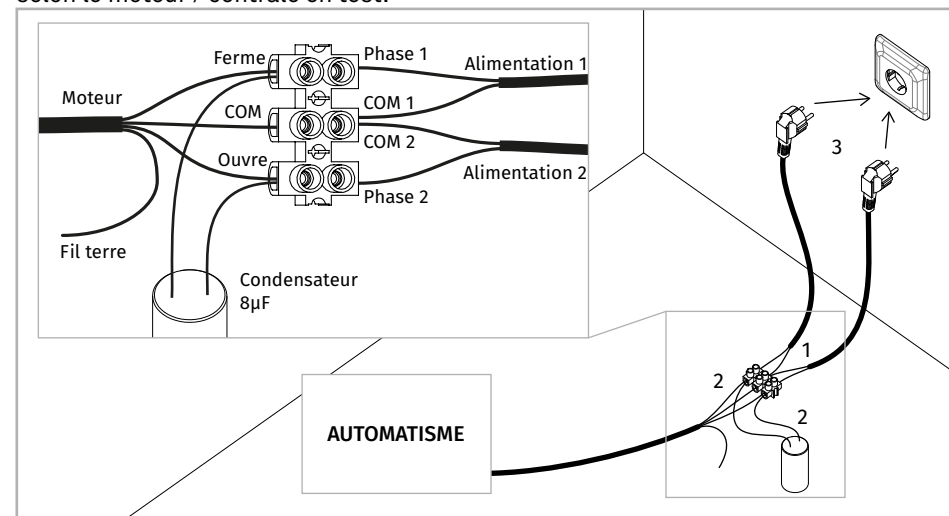 selon le moteur / centrale en test.
Ferme
Phase 1
Alimentation 1
Moteur
COM
COM 1
COM 2
Ouvre
Alimentation 2
Phase 2
Fil terre
Condensateur
8µF
3
1
2
2
AUTOMATISME